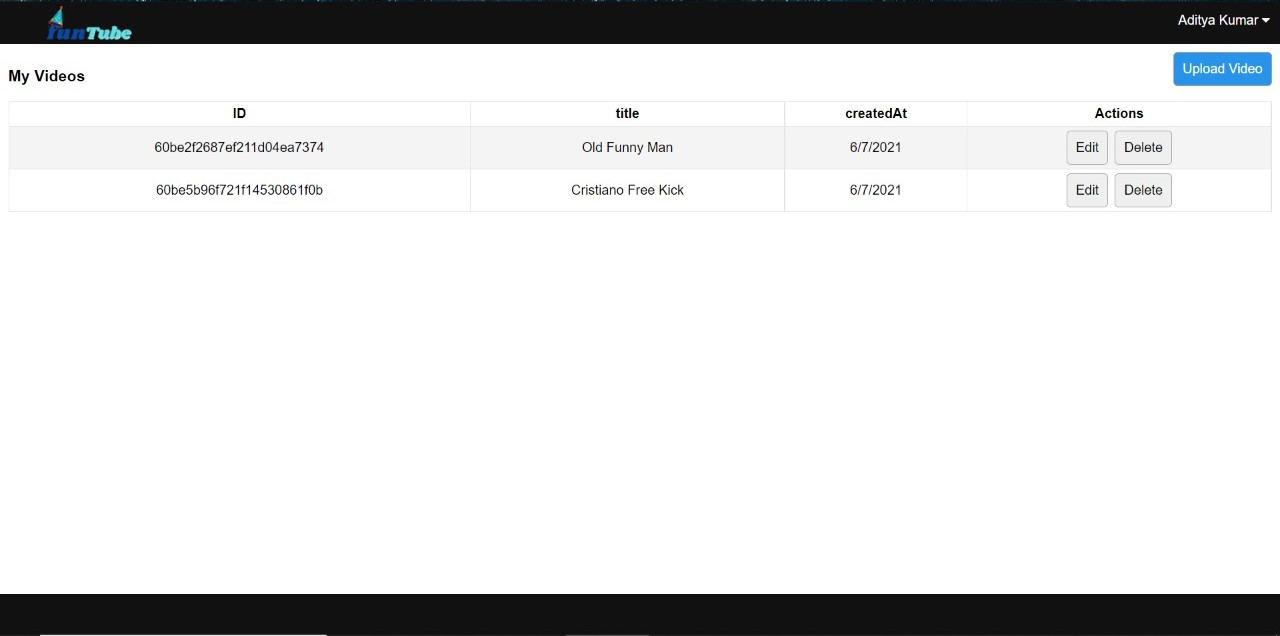 funTube
Aditya Kumar
My Videos
Upload Video
ID title createdAt Actions
60be2f2687ef211d04ea7374 Old Funny Man 6/7/2021 Edit Delete
60be5b96f721f14530861f0b Cristiano Free Kick 6/7/2021 Edit Delete